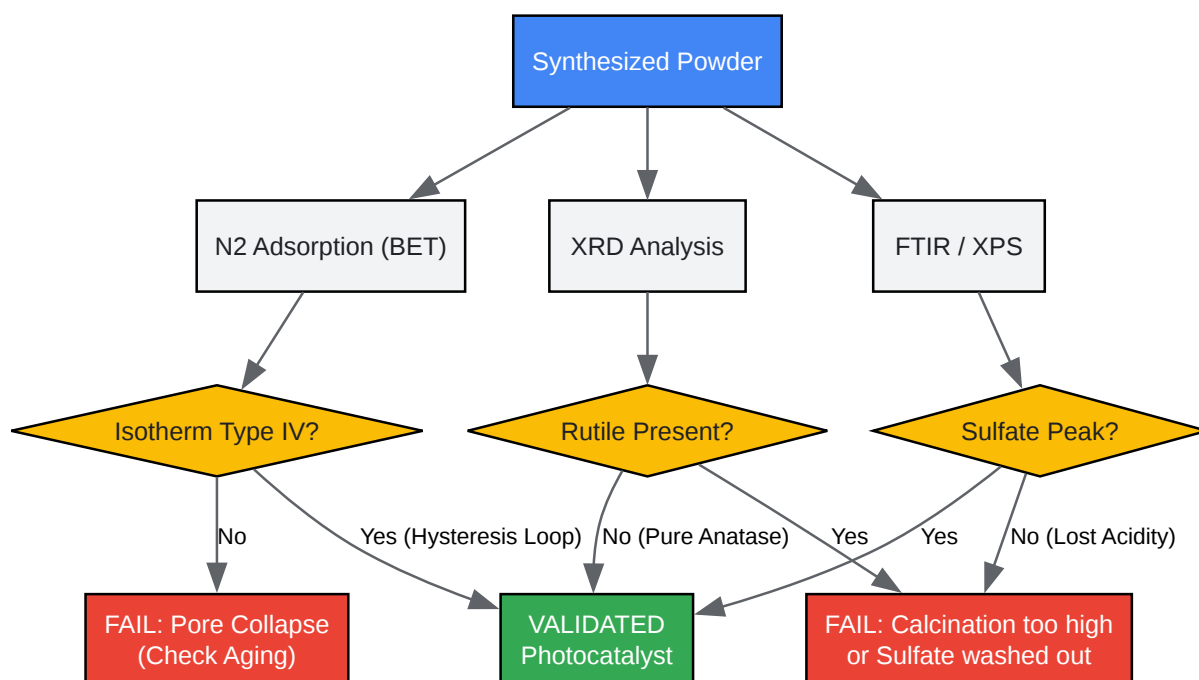 Synthesized Powder
N2 Adsorption (BET)
XRD Analysis
FTIR / XPS
Isotherm Type IV?
Rutile Present?
Sulfate Peak?
No
Yes (Hysteresis Loop)
No (Pure Anatase)
Yes
Yes
No (Lost Acidity)
FAIL: Pore Collapse
(Check Aging)
VALIDATED
Photocatalyst
FAIL: Calcination too high
or Sulfate washed out